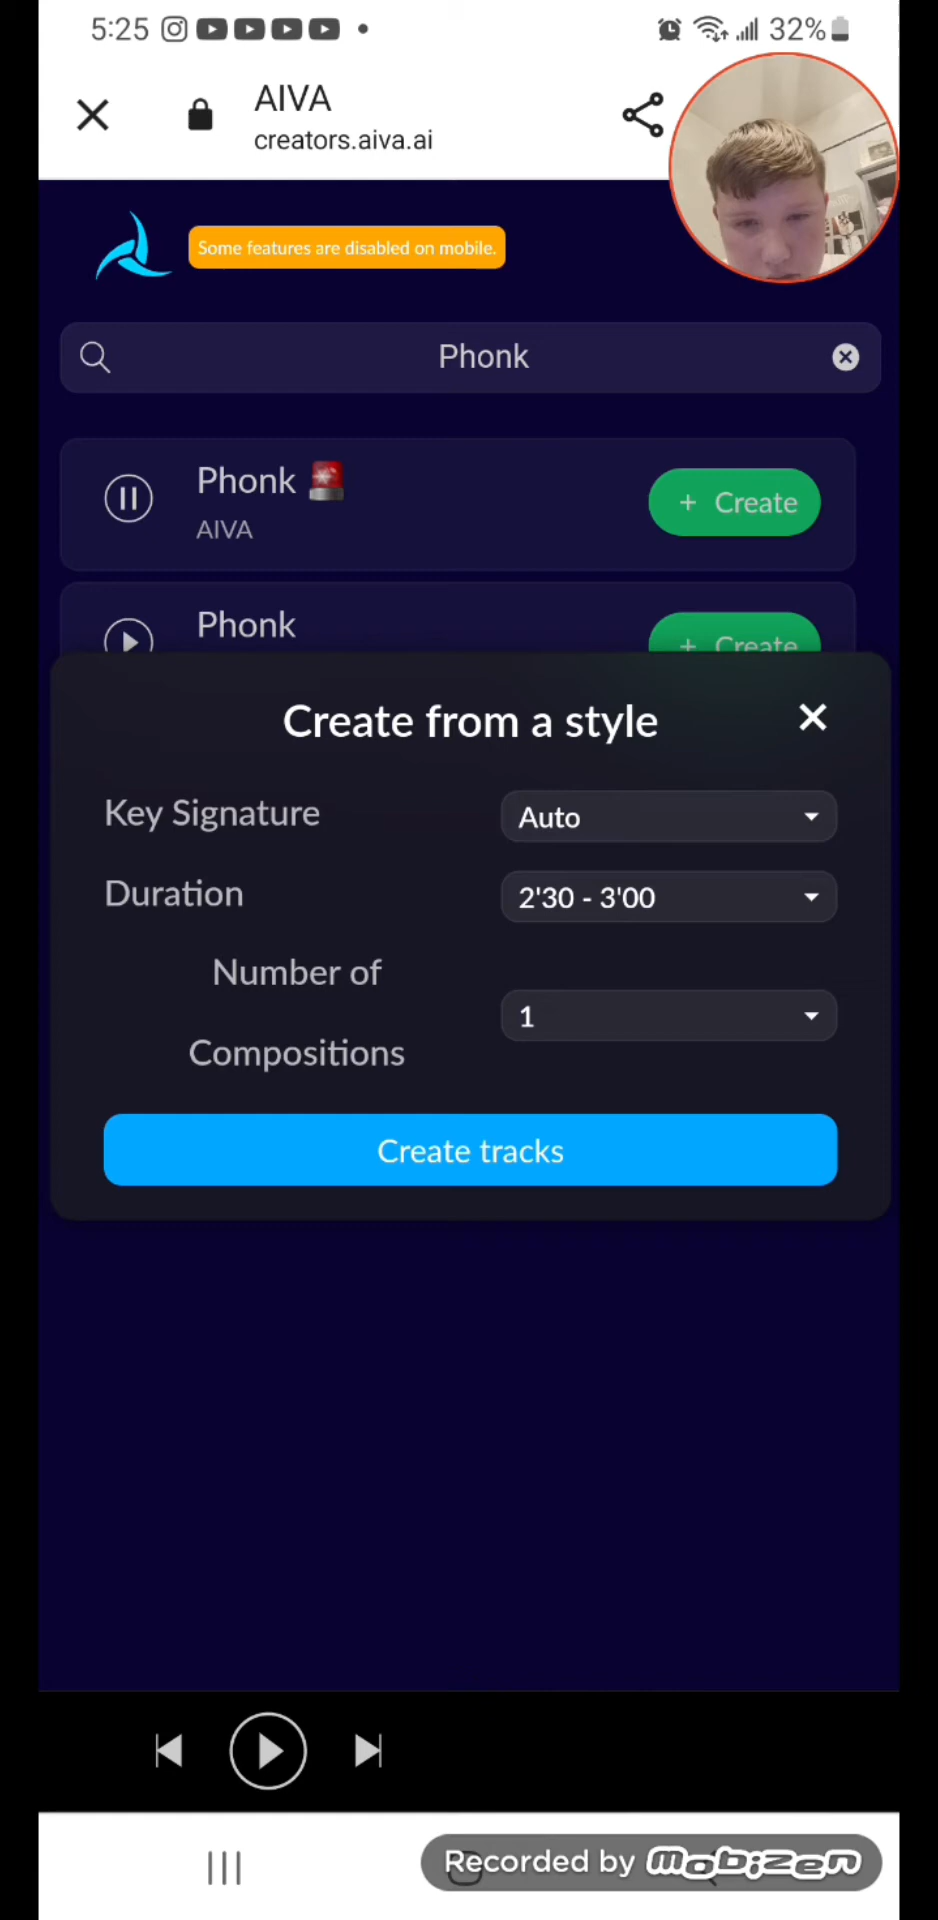 5:25
32%
AIVA
creators.aiva.ai
Some features are disabled on mobile.
Phonk
Phonk
AIVA
+ Create
Phonk
+ Create
Create from a style
Key Signature
Auto
Duration
2'30 - 3'00
Number of
Compositions
1
Create tracks
Recorded by mobizen